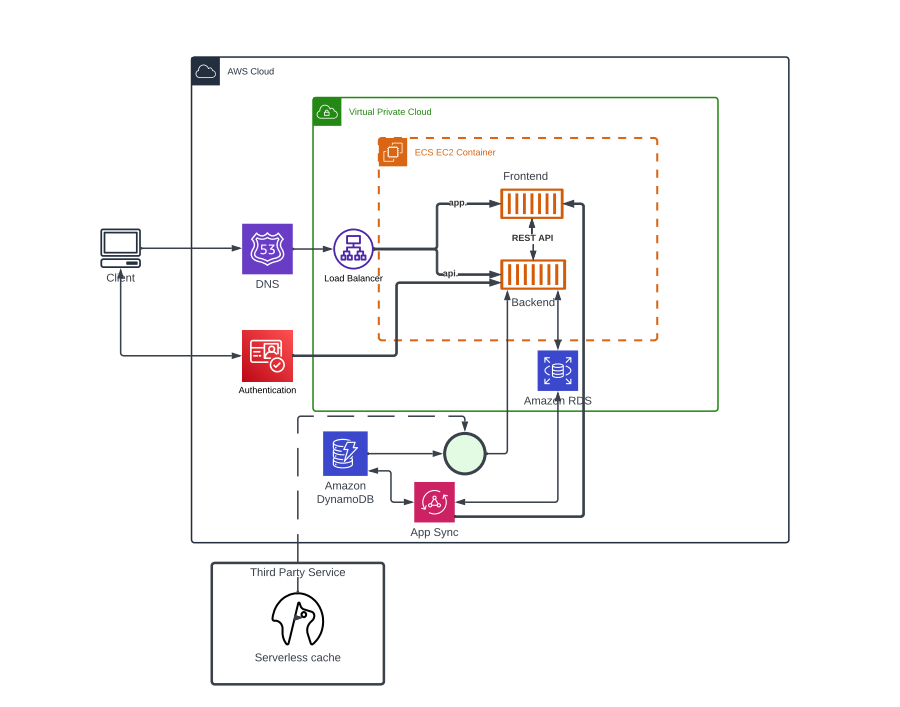 AWS Cloud
Virtual Private Cloud
ECS EC2 Container
Frontend
app.
REST API
Client
53
DNS
Load Balancer
api.
Backend
Authentication
Amazon RDS
Amazon
DynamoDB
App Sync
Third Party Service
Serverless cache